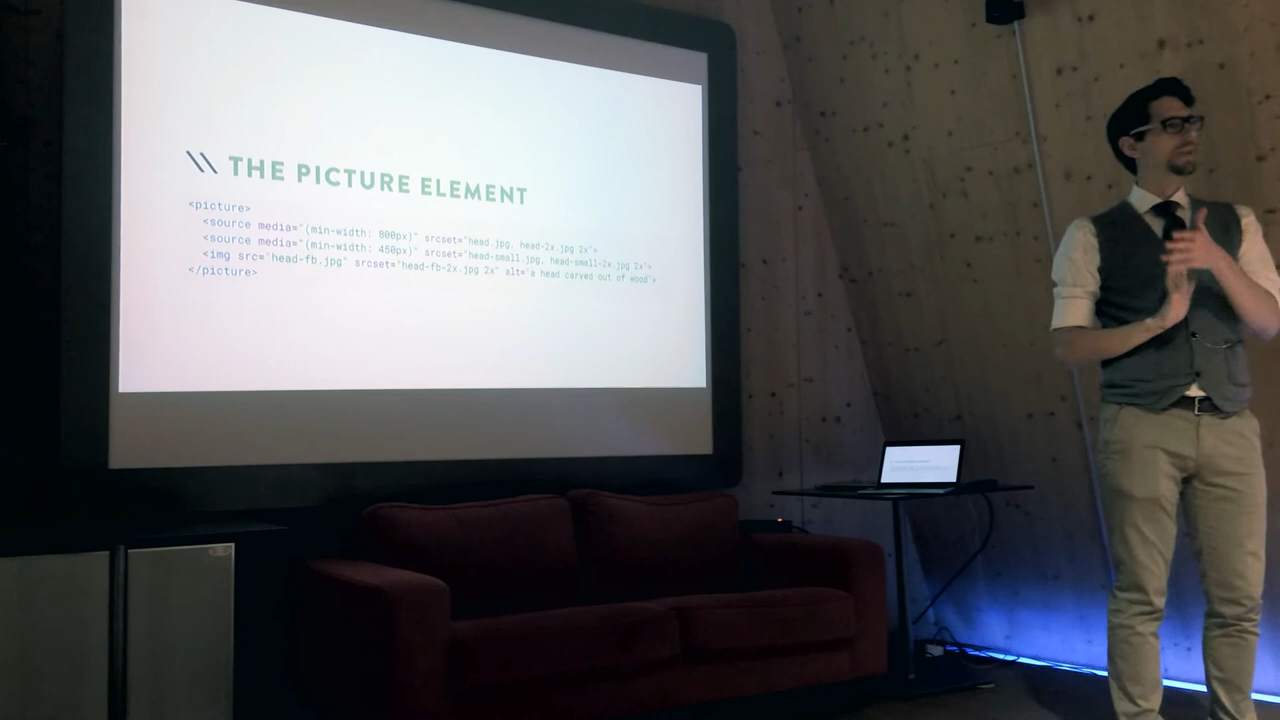 \\ THE PICTURE ELEMENT
<picture>
<source media="(min-width: 800px)" srcset="head.jpg, head-2x.jpg 2x">
<source media="(min-width: 450px)" srcset="head-small.jpg, head-small-2x.jpg 2x">
<img src="head-fb.jpg" srcset="head-fb-2x.jpg 2x" alt="a head carved out of wood">
</picture>